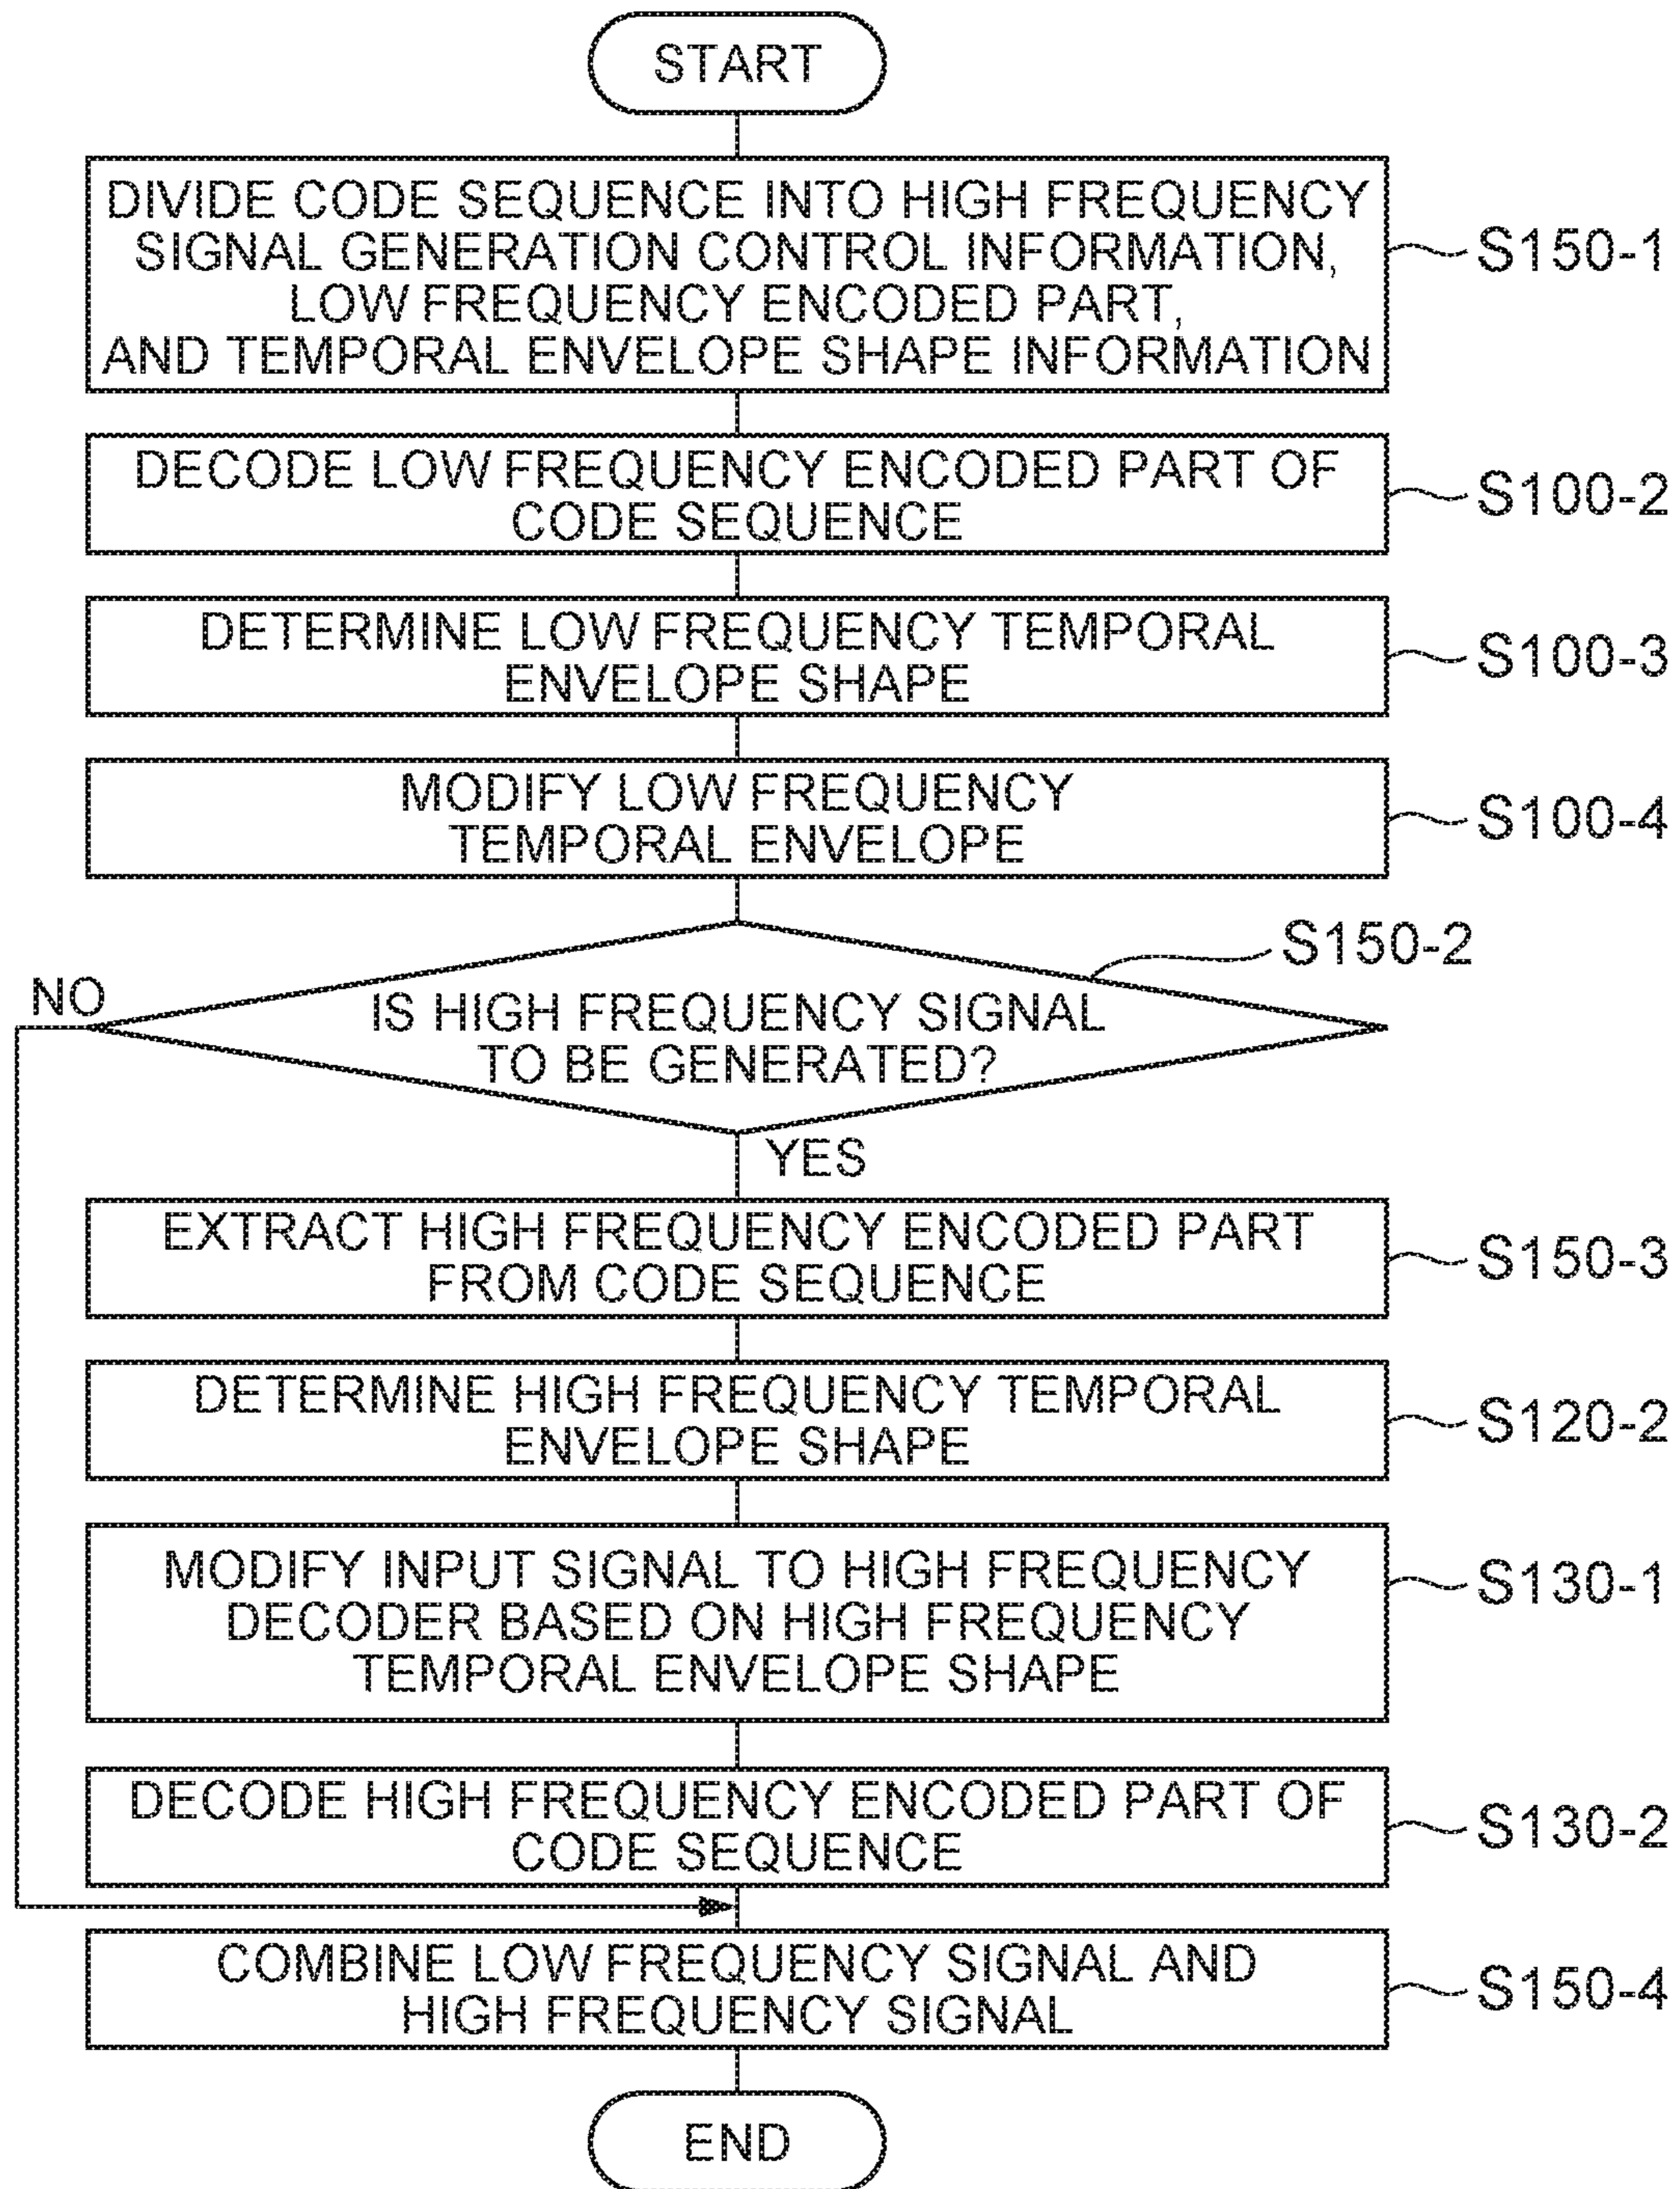 START
DIVIDE CODE SEQUENCE INTO HIGH FREQUENCY
SIGNAL GENERATION CONTROL INFORMATION,
LOW FREQUENCY ENCODED PART,
AND TEMPORAL ENVELOPE SHAPE INFORMATION
S150-1
DECODE LOW FREQUENCY ENCODED PART OF
CODE SEQUENCE
S100-2
DETERMINE LOW FREQUENCY TEMPORAL
ENVELOPE SHAPE
S100-3
MODIFY LOW FREQUENCY
TEMPORAL ENVELOPE
S100-4
S150-2
NO
IS HIGH FREQUENCY SIGNAL
TO BE GENERATED?
YES
EXTRACT HIGH FREQUENCY ENCODED PART
FROM CODE SEQUENCE
S150-3
DETERMINE HIGH FREQUENCY TEMPORAL
ENVELOPE SHAPE
S120-2
MODIFY INPUT SIGNAL TO HIGH FREQUENCY
DECODER BASED ON HIGH FREQUENCY
TEMPORAL ENVELOPE SHAPE
S130-1
DECODE HIGH FREQUENCY ENCODED PART OF
CODE SEQUENCE
S130-2
COMBINE LOW FREQUENCY SIGNAL AND
HIGH FREQUENCY SIGNAL
S150-4
END